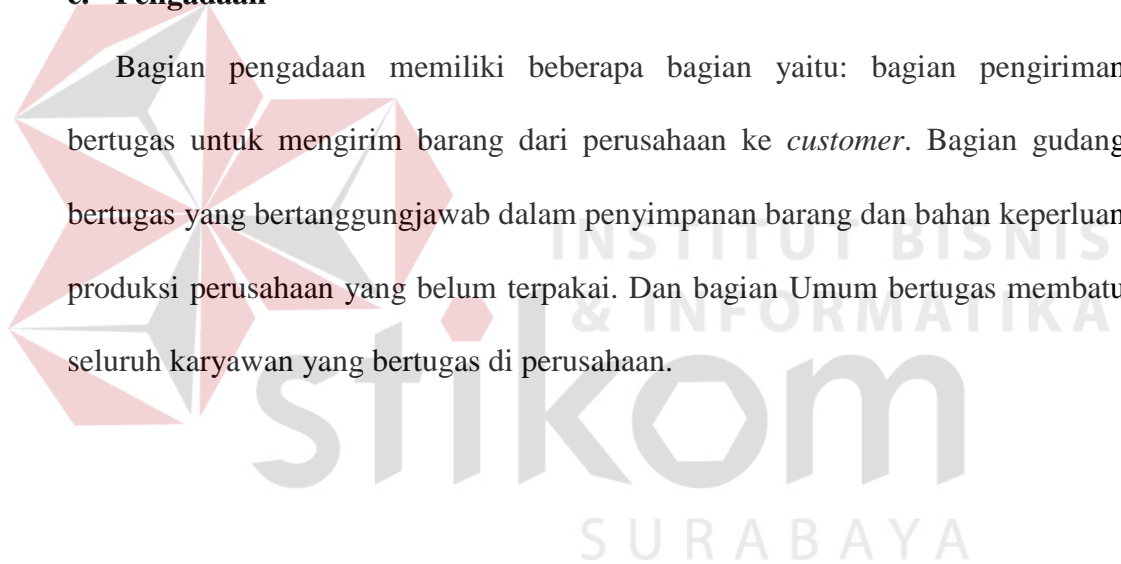 Pengadaan
Bagian pengadaan memiliki beberapa bagian yaitu: bagian pengiriman
bertugas untuk mengirim barang dari perusahaan ke customer. Bagian gudang
bertugas yang bertanggungjawab dalam penyimpanan barang dan bahan keperluan
INSTITUT BISNIS
produksi perusahaan yang belum terpakai. Dan bagian Umum bertugas membatu
& INFORMATIKA
seluruh karyawan yang bertugas di perusahaan.
stikom
SURABAYA